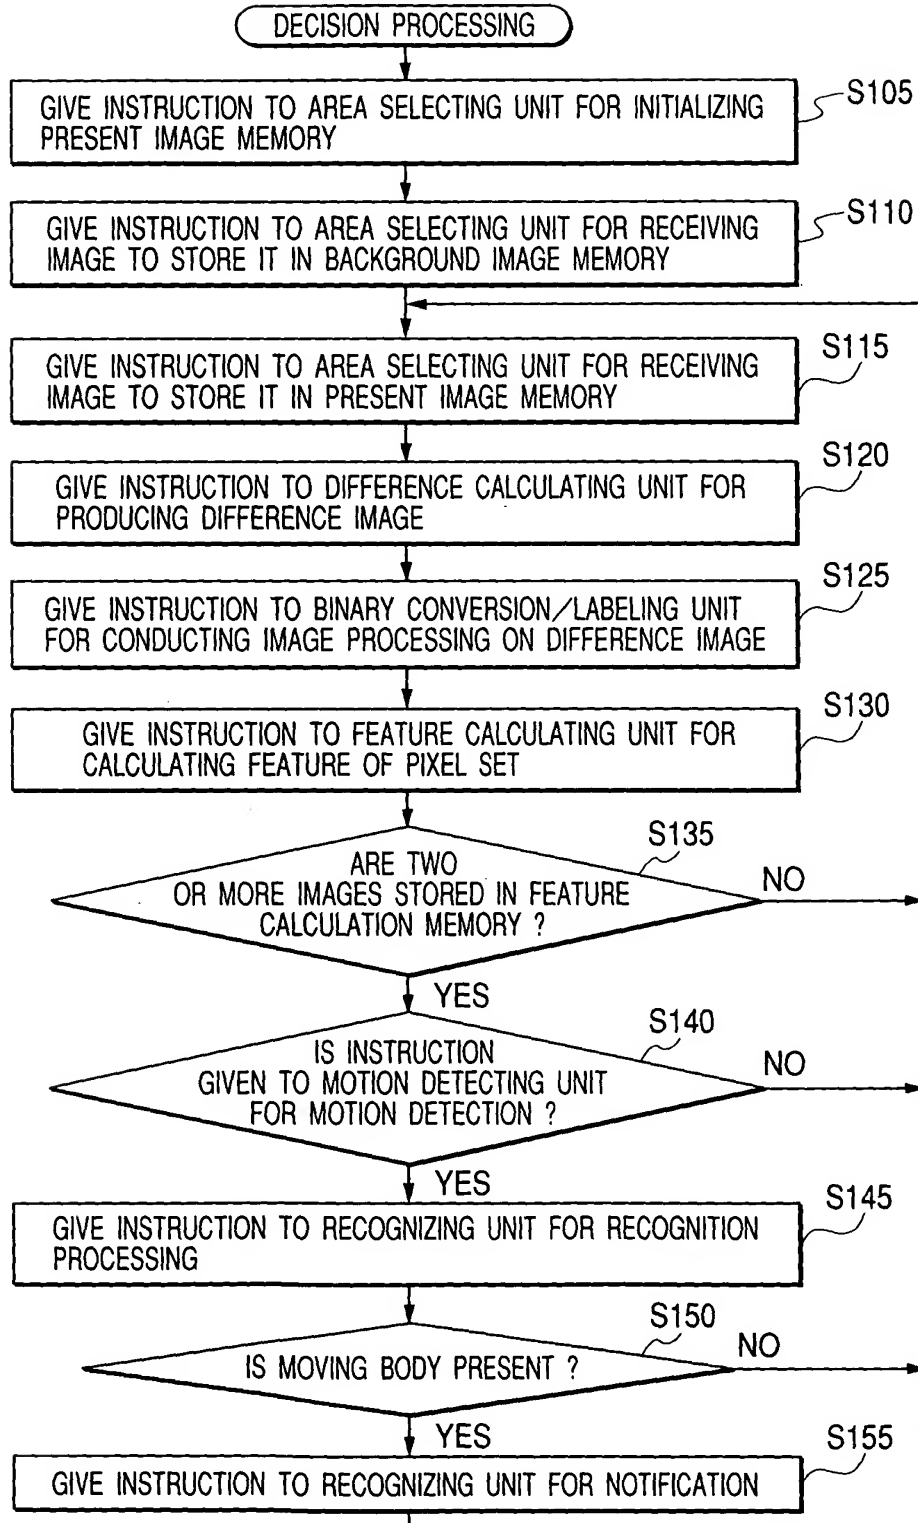 DECISION PROCESSING
GIVE INSTRUCTION TO AREA SELECTING UNIT FOR INITIALIZING
PRESENT IMAGE MEMORY
S105
GIVE INSTRUCTION TO AREA SELECTING UNIT FOR RECEIVING
IMAGE TO STORE IT IN BACKGROUND IMAGE MEMORY
S110
GIVE INSTRUCTION TO AREA SELECTING UNIT FOR RECEIVING
IMAGE TO STORE IT IN PRESENT IMAGE MEMORY
S115
GIVE INSTRUCTION TO DIFFERENCE CALCULATING UNIT FOR
PRODUCING DIFFERENCE IMAGE
S120
GIVE INSTRUCTION TO BINARY CONVERSION/LABELING UNIT
FOR CONDUCTING IMAGE PROCESSING ON DIFFERENCE IMAGE
S125
GIVE INSTRUCTION TO FEATURE CALCULATING UNIT FOR
CALCULATING FEATURE OF PIXEL SET
S130
ARE TWO
OR MORE IMAGES STORED IN FEATURE
CALCULATION MEMORY ?
S135
NO
YES
IS INSTRUCTION
GIVEN TO MOTION DETECTING UNIT
FOR MOTION DETECTION ?
S140
NO
YES
GIVE INSTRUCTION TO RECOGNIZING UNIT FOR RECOGNITION
PROCESSING
S145
IS MOVING BODY PRESENT ?
S150
NO
YES
GIVE INSTRUCTION TO RECOGNIZING UNIT FOR NOTIFICATION
S155